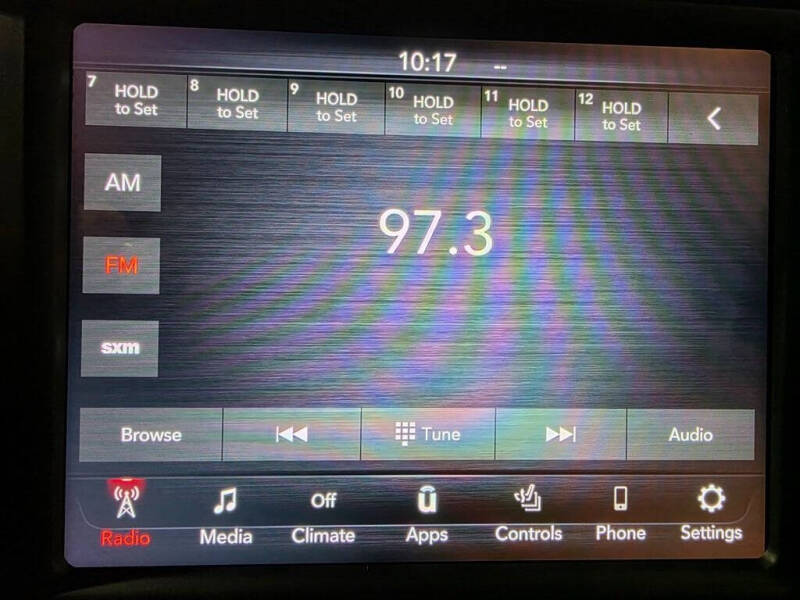 10:17 --
7 HOLD to Set 8 HOLD to Set 9 HOLD to Set 10 HOLD to Set 11 HOLD to Set 12 HOLD to Set
AM
97.3
FM
sxm
Browse Tune Audio
Off
Radio Media Climate Apps Controls Phone Settings